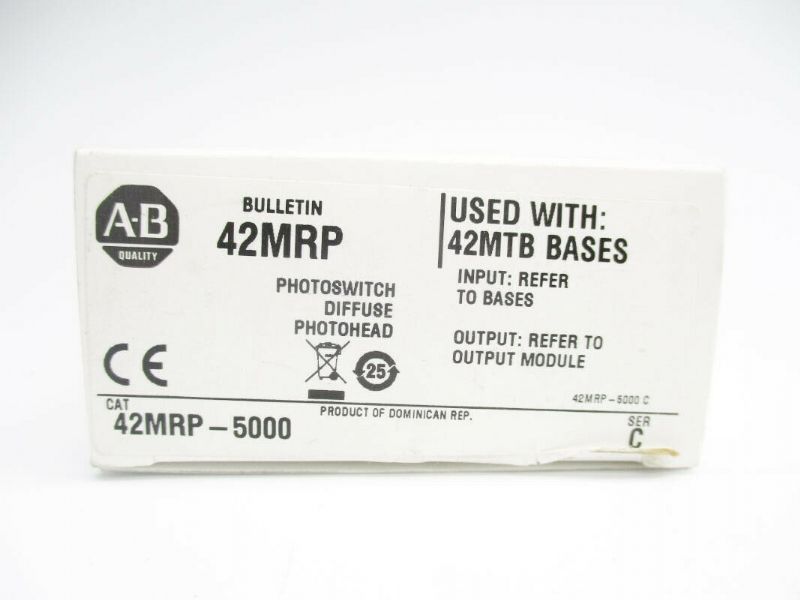 A-B
QUALITY
BULLETIN
42MRP
PHOTOSWITCH
DIFFUSE
PHOTOHEAD
USED WITH:
42MTB BASES
INPUT: REFER
TO BASES
OUTPUT: REFER TO
OUTPUT MODULE
CE
25
42MRP-5000 C
PRODUCT OF DOMINICAN REP.
CAT
42MRP-5000
SER
C